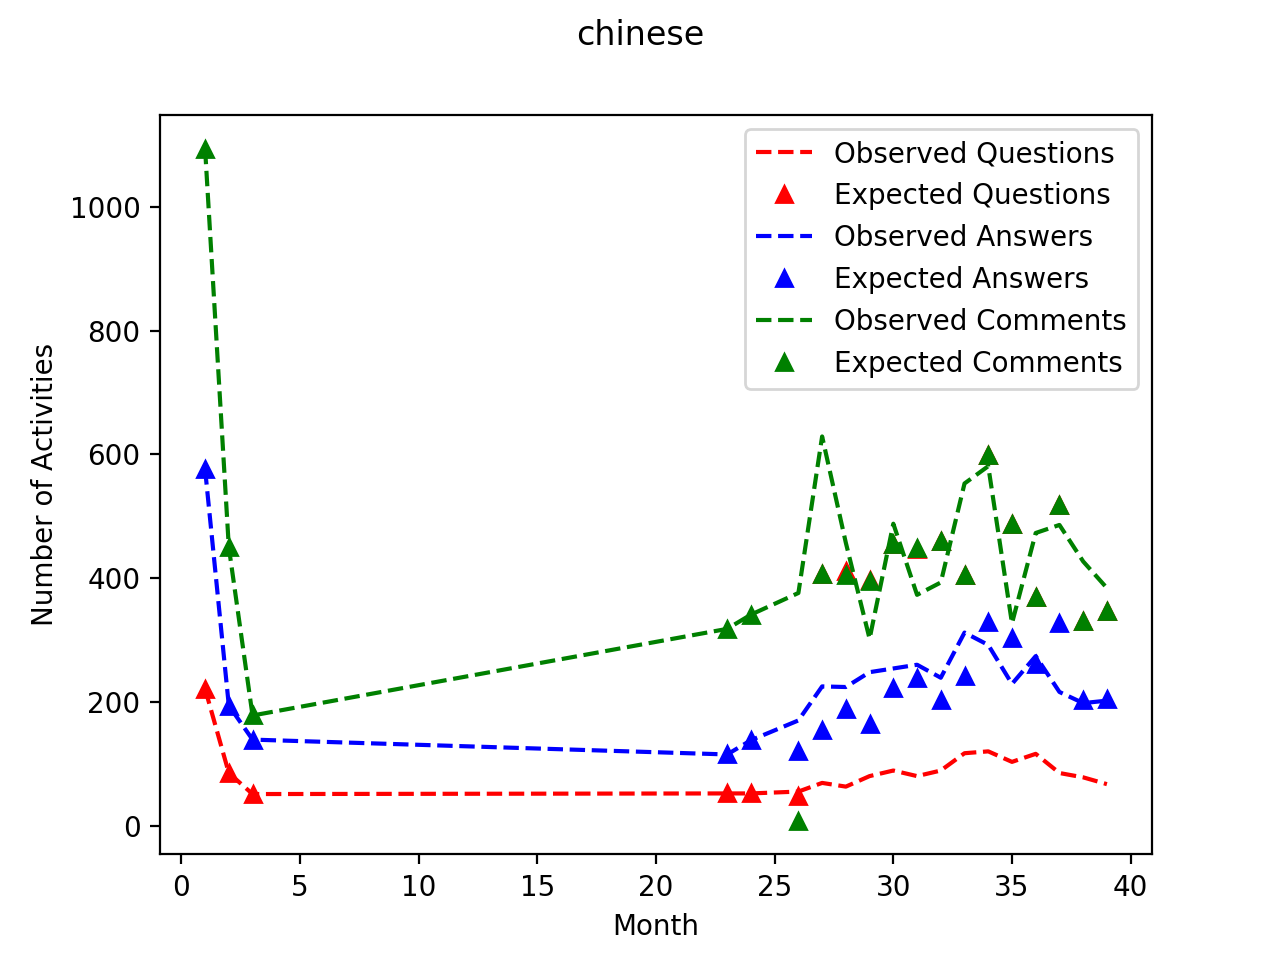 chinese
Number of Activities
1000
800
600
400
200
0
Observed Questions
Expected Questions
Observed Answers
Expected Answers
Observed Comments
Expected Comments
0 5 10 15 20 25 30 35 40
Month